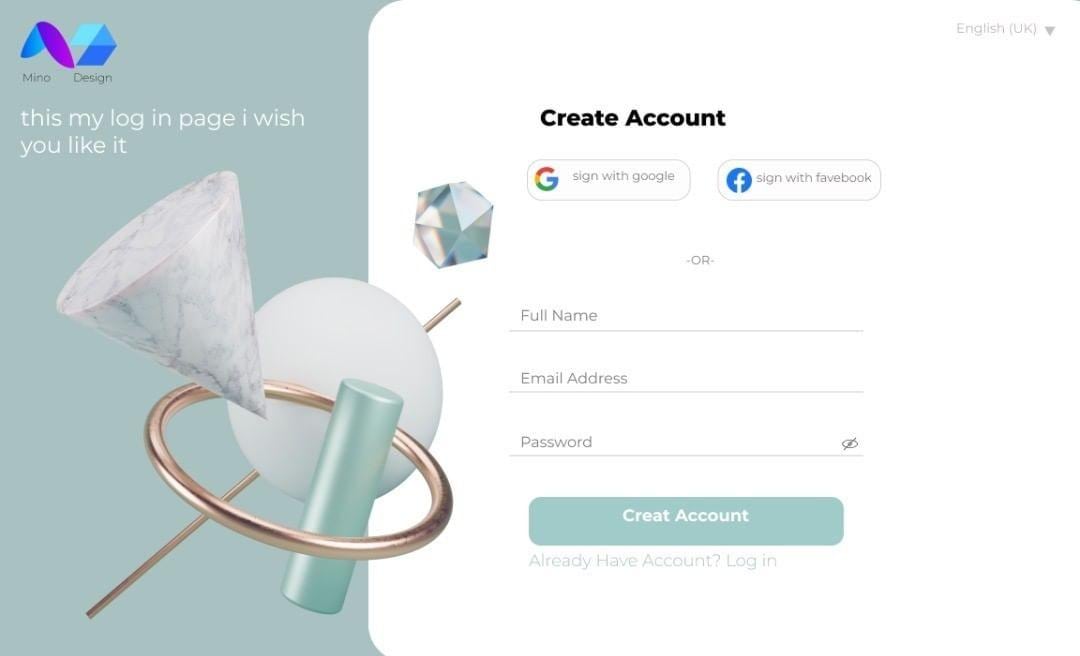 Mino Design
this my log in page i wish
you like it
English (UK)
Create Account
sign with google
sign with favebook
-OR-
Full Name
Email Address
Password
Creat Account
Already Have Account? Log in